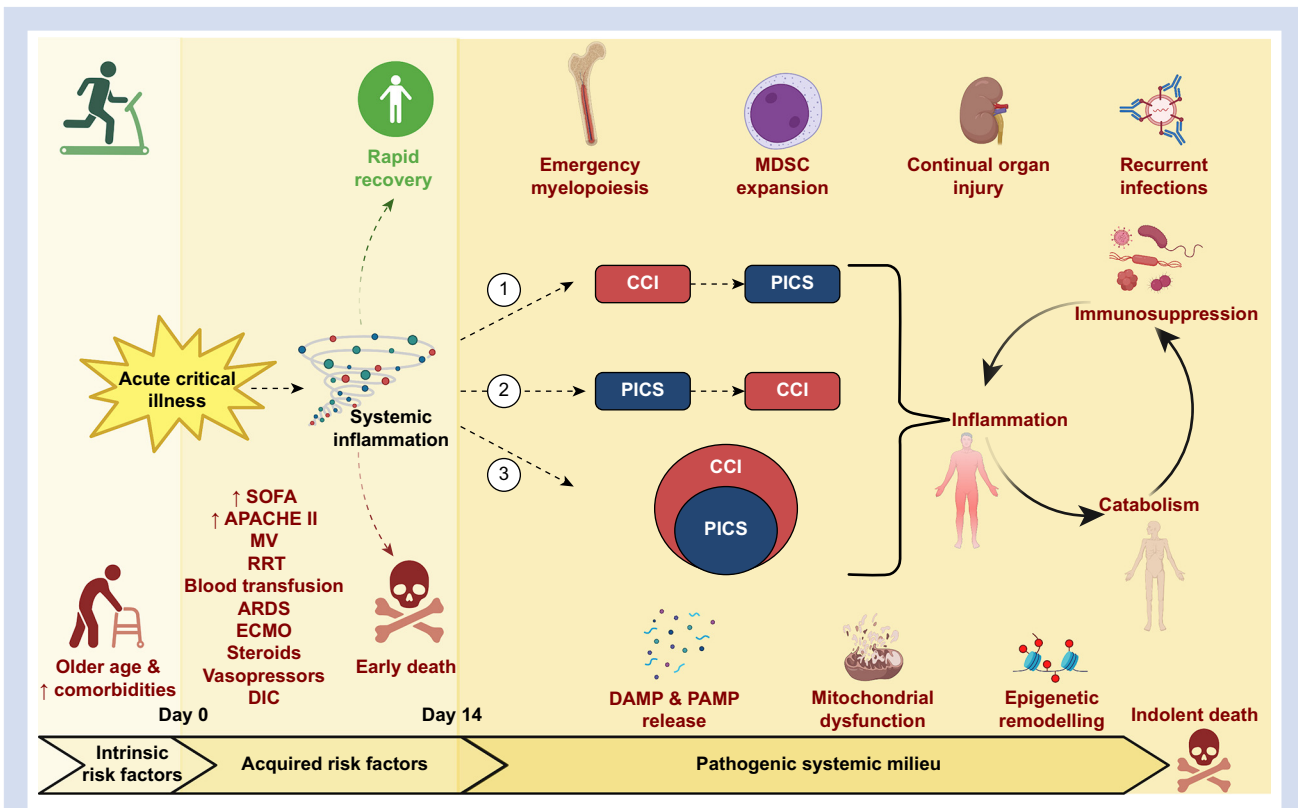 Rapid
recovery
Emergency
myelopoiesis
MDSC
expansion
Continual organ
injury
Recurrent
infections
1
CCI
PICS
Immunosuppression
Acute critical
illness
2
PICS
CCI
Systemic
inflammation
Inflammation
3
CCI
PICS
Catabolism
↑ SOFA
↑ APACHE II
MV
RRT
Blood transfusion
ARDS
ECMO
Steroids
Vasopressors
DIC
Older age &
↑ comorbidities
Early death
DAMP & PAMP
release
Mitochondrial
dysfunction
Epigenetic
remodelling
Indolent death
Day 0
Day 14
Intrinsic
risk factors
Acquired risk factors
Pathogenic systemic milieu